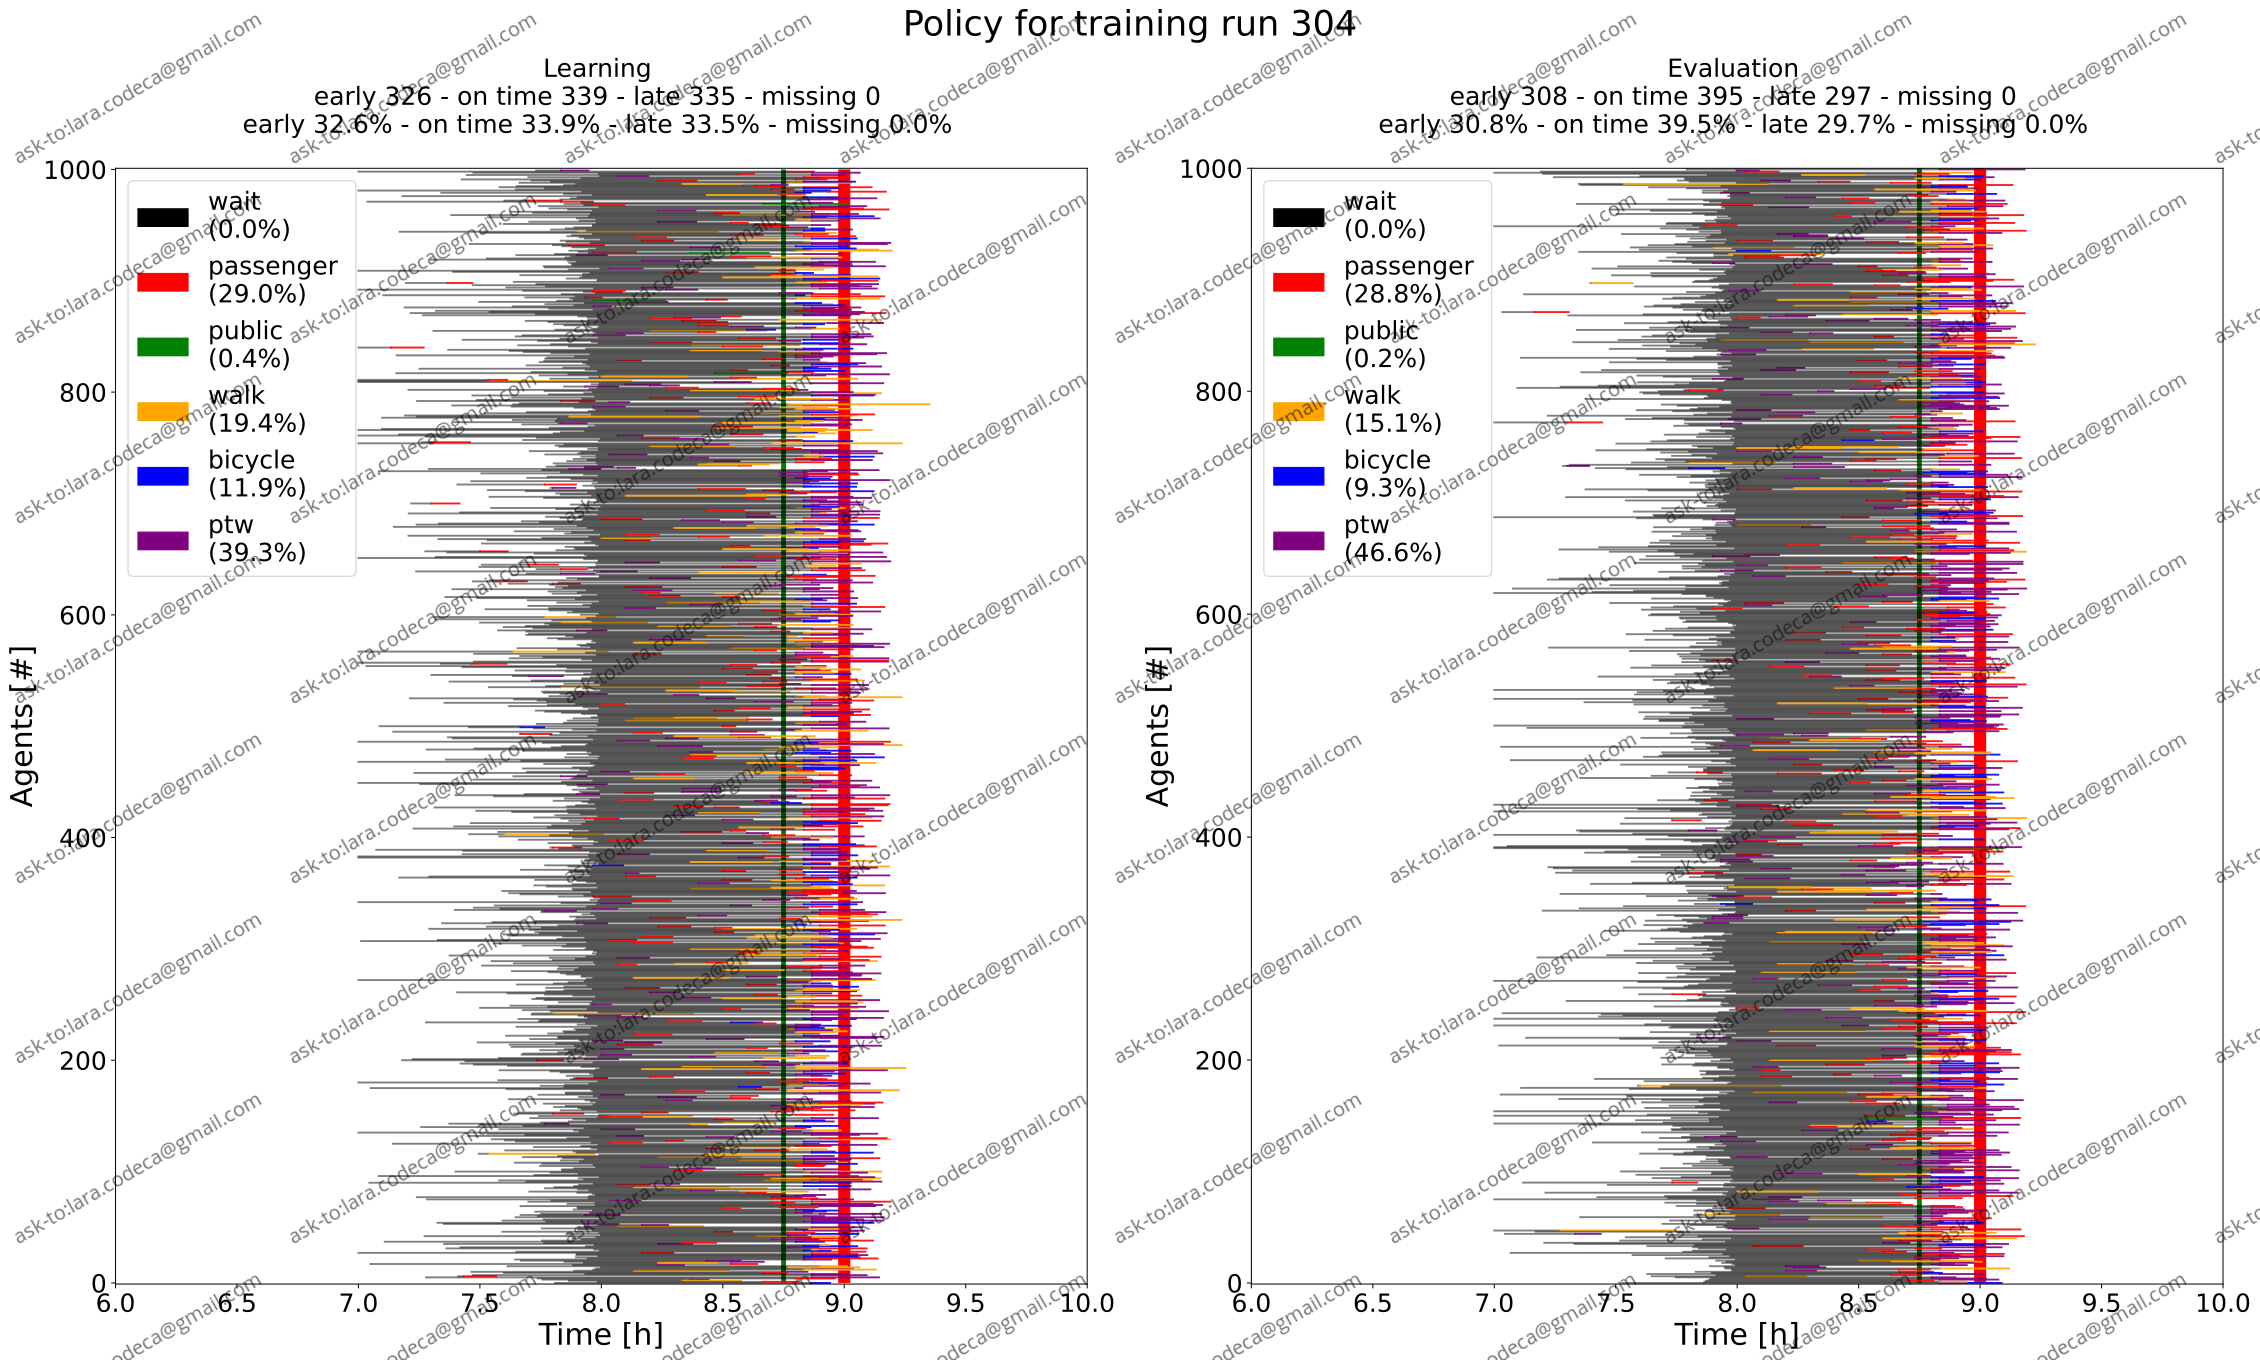 Policy for training run 304
Learning
early 326 - on time 339 - late 335 - missing 0
early 32.6% - on time 33.9% - late 33.5% - missing 0.0%
1000
800
600
400
200
0
Agents [#]
wait
(0.0%)
passenger
(29.0%)
public
(0.4%)
walk
(19.4%)
bicycle
(11.9%)
ptw
(39.3%)
6.0 6.5 7.0 7.5 8.0 8.5 9.0 9.5 10.0
Time [h]
Evaluation
early 308 - on time 395 - late 297 - missing 0
early 30.8% - on time 39.5% - late 29.7% - missing 0.0%
1000
800
600
400
200
0
Agents [#]
wait
(0.0%)
passenger
(28.8%)
public
(0.2%)
walk
(15.1%)
bicycle
(9.3%)
ptw
(46.6%)
6.0 6.5 7.0 7.5 8.0 8.5 9.0 9.5 10.0
Time [h]
ask-to:lara.codeca@gmail.com